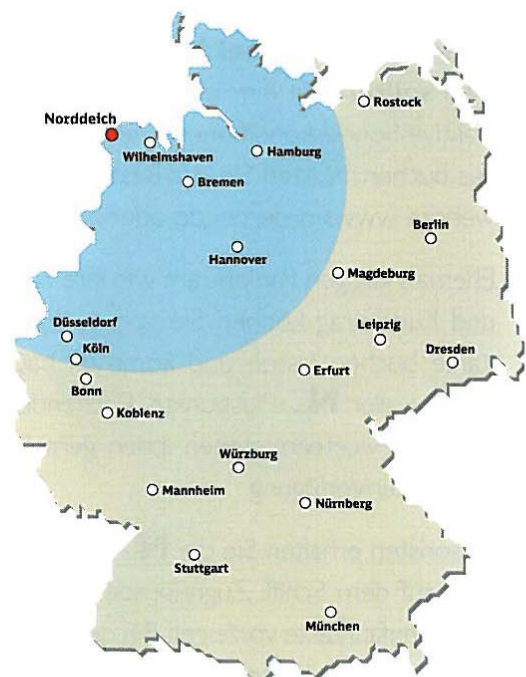 Rostock
Norddeich
Wilhelmshaven
Hamburg
Bremen
Berlin
Hannover
Magdeburg
Düsseldorf
Leipzig
Köln
Dresden
Erfurt
Bonn
Koblenz
Würzburg
Mannheim
Nürnberg
Stuttgart
München